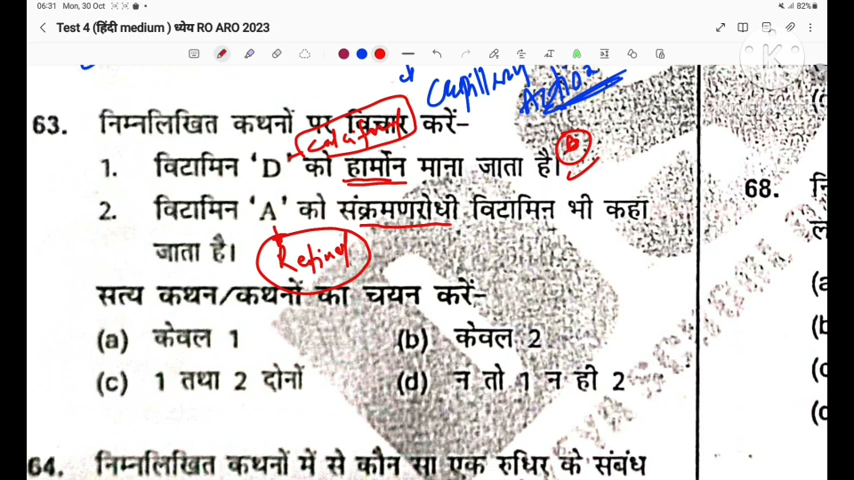 06:31 Mon, 30 Oct
82%
Test 4 (हिंदी medium ) ध्येय RO ARO 2023
Capillary
Action
63. निम्नलिखित कथनों पर विचार करें-
1. विटामिन 'D' को हार्मोन माना जाता है।
2. विटामिन 'A' को संक्रमणरोधी विटामिन भी कहा
जाता है।
Retinol
सत्य कथन/कथनों का चयन करें-
(a) केवल 1
(b) केवल 2
(c) 1 तथा 2 दोनों
(d) न तो 1 न ही 2
64. निम्नलिखित कथनों में से कौन सा एक रुधिर के संबंध
68.